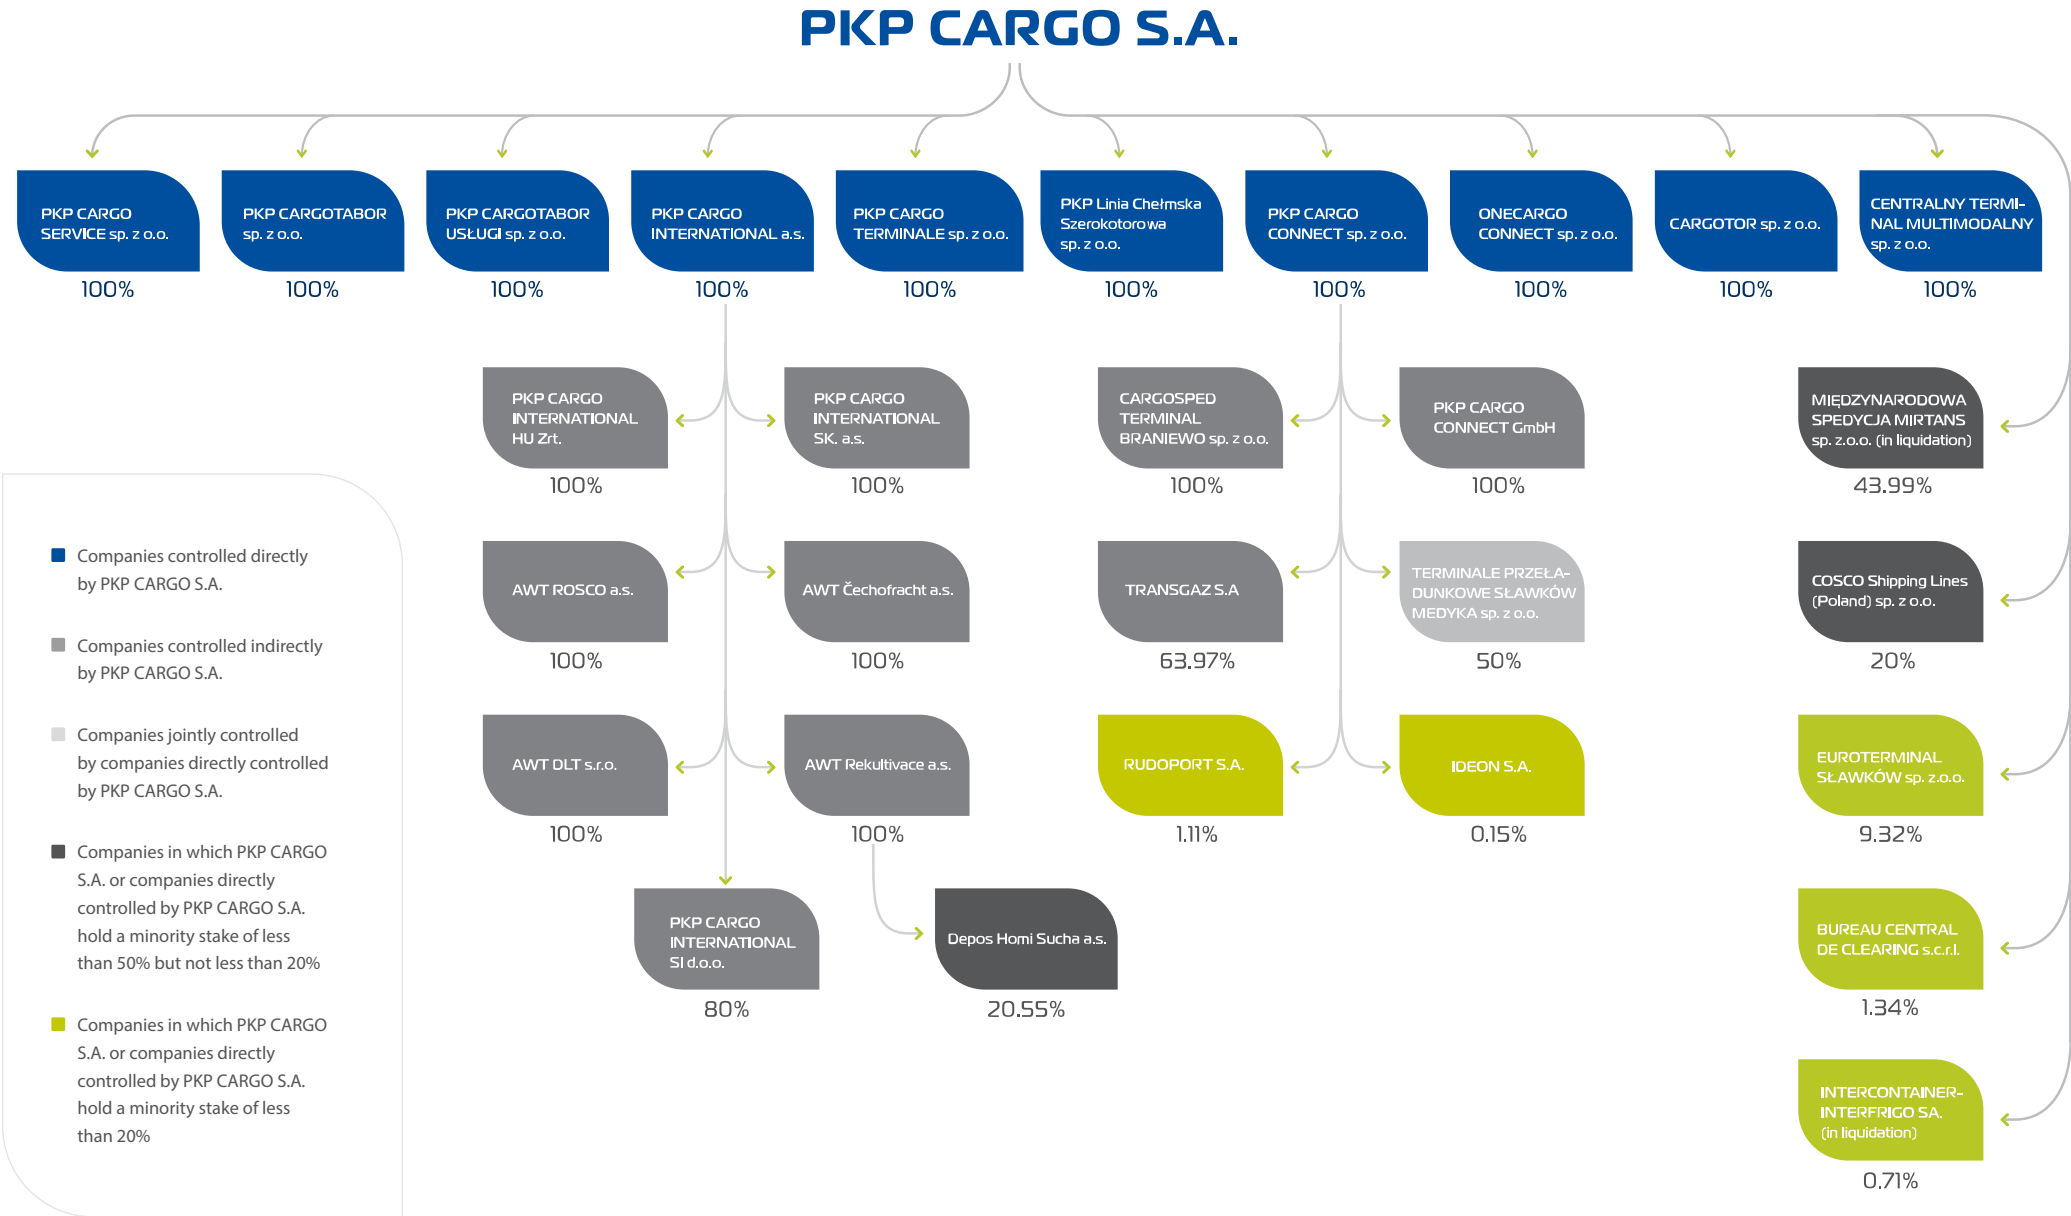 PKP CARGO S.A.
PKP CARGO
SERVICE sp. z o.o.
100%
PKP CARGOTABOR
sp. z o.o.
100%
PKP CARGOTABOR
USŁUGI sp. z o.o.
100%
PKP CARGO
INTERNATIONAL a.s.
100%
PKP CARGO
TERMINALE sp. z o.o.
100%
PKP Linia Chełmska
Szerokotorowa
sp. z o.o.
100%
PKP CARGO
CONNECT sp. z o.o.
100%
ONECARGO
CONNECT sp. z o.o.
100%
CARGOTOR sp. z o.o.
100%
CENTRALNY TERMI-
NAL MULTIMODALNY
sp. z o.o.
100%
PKP CARGO
INTERNATIONAL
HU Zrt.
100%
PKP CARGO
INTERNATIONAL
SK. a.s.
100%
CARGOSPED
TERMINAL
BRANIEWO sp. z o.o.
100%
PKP CARGO
CONNECT GmbH
100%
MIĘDZYNARODOWA
SPEDYCJA MIRTANS
sp. z.o.o. (in liquidation)
43.99%
AWT ROSCO a.s.
100%
AWT Čechofracht a.s.
100%
TRANSGAZ S.A
63.97%
TERMINALE PRZEŁA-
DUNKOWE SŁAWKÓW
MEDYKA sp. z o.o.
50%
COSCO Shipping Lines
(Poland) sp. z o.o.
20%
AWT DLT s.r.o.
100%
AWT Rekultivace a.s.
100%
RUDOPORT S.A.
1.11%
IDEON S.A.
0.15%
EUROTERMINAL
SŁAWKÓW sp. z.o.o.
9.32%
PKP CARGO
INTERNATIONAL
SI d.o.o.
80%
Depos Horni Sucha a.s.
20.55%
BUREAU CENTRAL
DE CLEARING s.c.r.l.
1.34%
INTERCONTAINER-
INTERFRIGO SA.
(in liquidation)
0.71%
Companies controlled directly
by PKP CARGO S.A.
Companies controlled indirectly
by PKP CARGO S.A.
Companies jointly controlled
by companies directly controlled
by PKP CARGO S.A.
Companies in which PKP CARGO
S.A. or companies directly
controlled by PKP CARGO S.A.
hold a minority stake of less
than 50% but not less than 20%
Companies in which PKP CARGO
S.A. or companies directly
controlled by PKP CARGO S.A.
hold a minority stake of less
than 20%